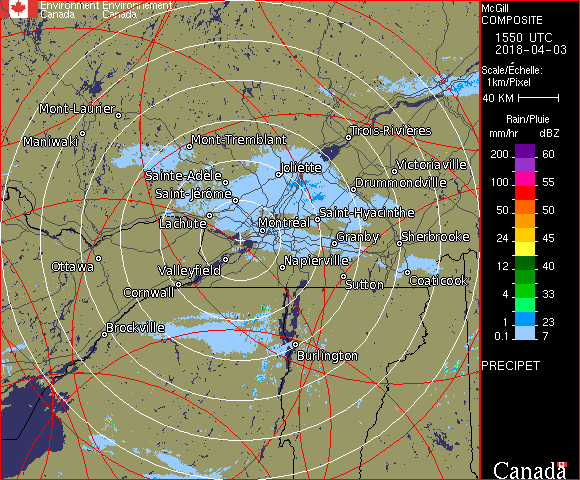 Environment Environnement
Canada Canada
McGill
COMPOSITE
1550 UTC
2018-04-03
Scale/Échelle:
1km/Pixel
40 KM
Rain/Pluie
mm/hr dBZ
200 60
100 55
50 50
24 45
12 40
4 33
1 23
0.1 7
PRECIPET
Canada
Mont-Laurier
Maniwaki
Mont-Tremblant
Trois-Rivières
Joliette
Victoriaville
Sainte-Adèle
Drummondville
Saint-Jérôme
Saint-Hyacinthe
Lachute
Montréal
Granby
Sherbrooke
Ottawa
Valleyfield
Napierville
Coaticook
Cornwall
Sutton
Brockville
Burlington